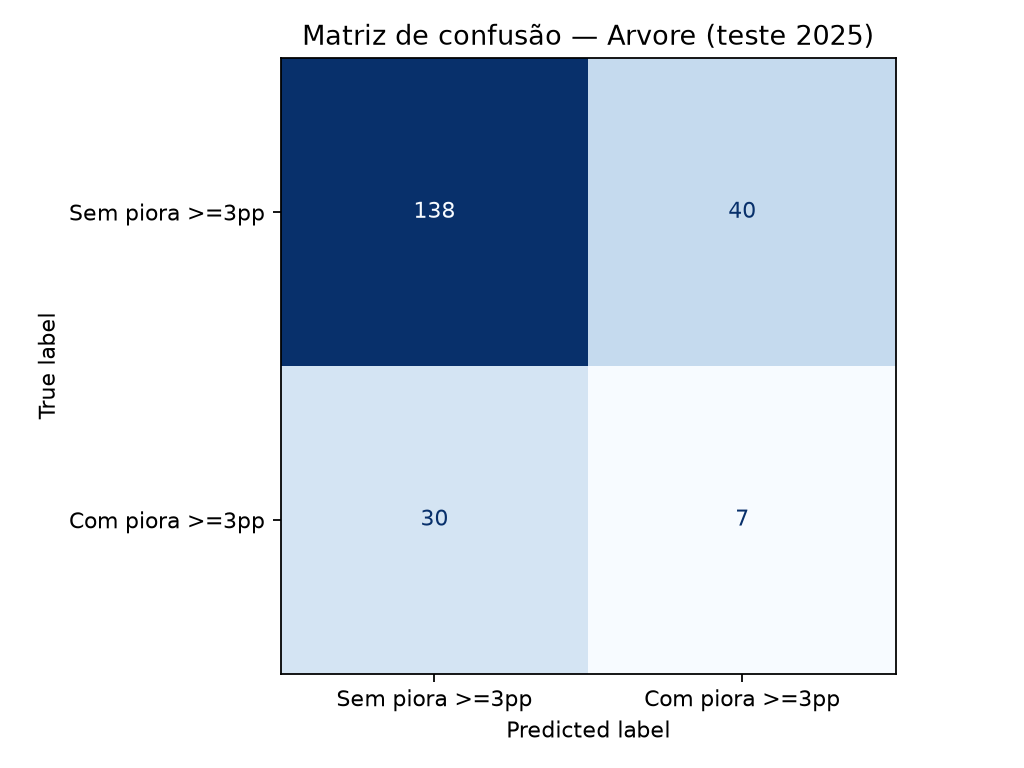 Matriz de confusão — Arvore (teste 2025)
True label
Sem piora >=3pp
138
40
Com piora >=3pp
30
7
Sem piora >=3pp
Com piora >=3pp
Predicted label